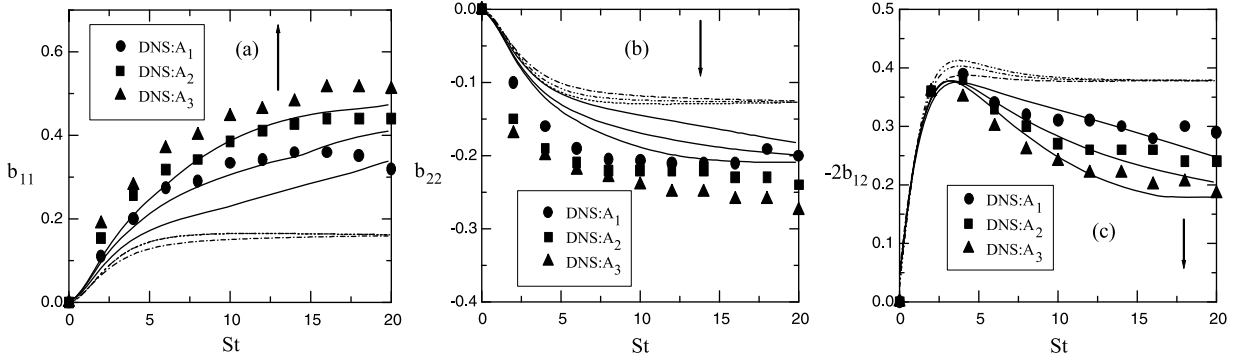 (a)
DNS:A1
DNS:A2
DNS:A3
b11
0.6
0.4
0.2
0.0
0 5 10 15 20
St
(b)
DNS:A1
DNS:A2
DNS:A3
b22
0.00
-0.1
-0.2
-0.3
-0.4
0 5 10 15 20
St
(c)
DNS:A1
DNS:A2
DNS:A3
-2b12
0.5
0.4
0.3
0.2
0.1
0.0
0 5 10 15 20
St